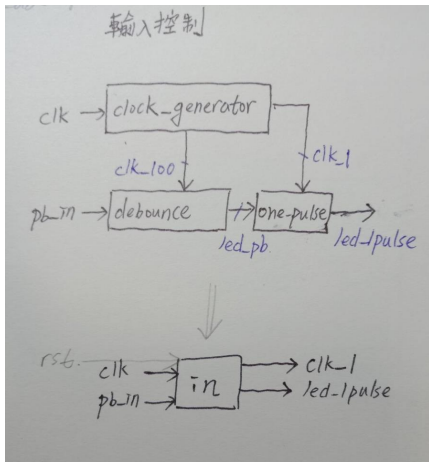 輸入控制
clk clock_generator
clk_100 clk_1
pb_in debounce one-pulse
led_pb led_1pulse
rst
clk in clk_1
pb_in led_1pulse